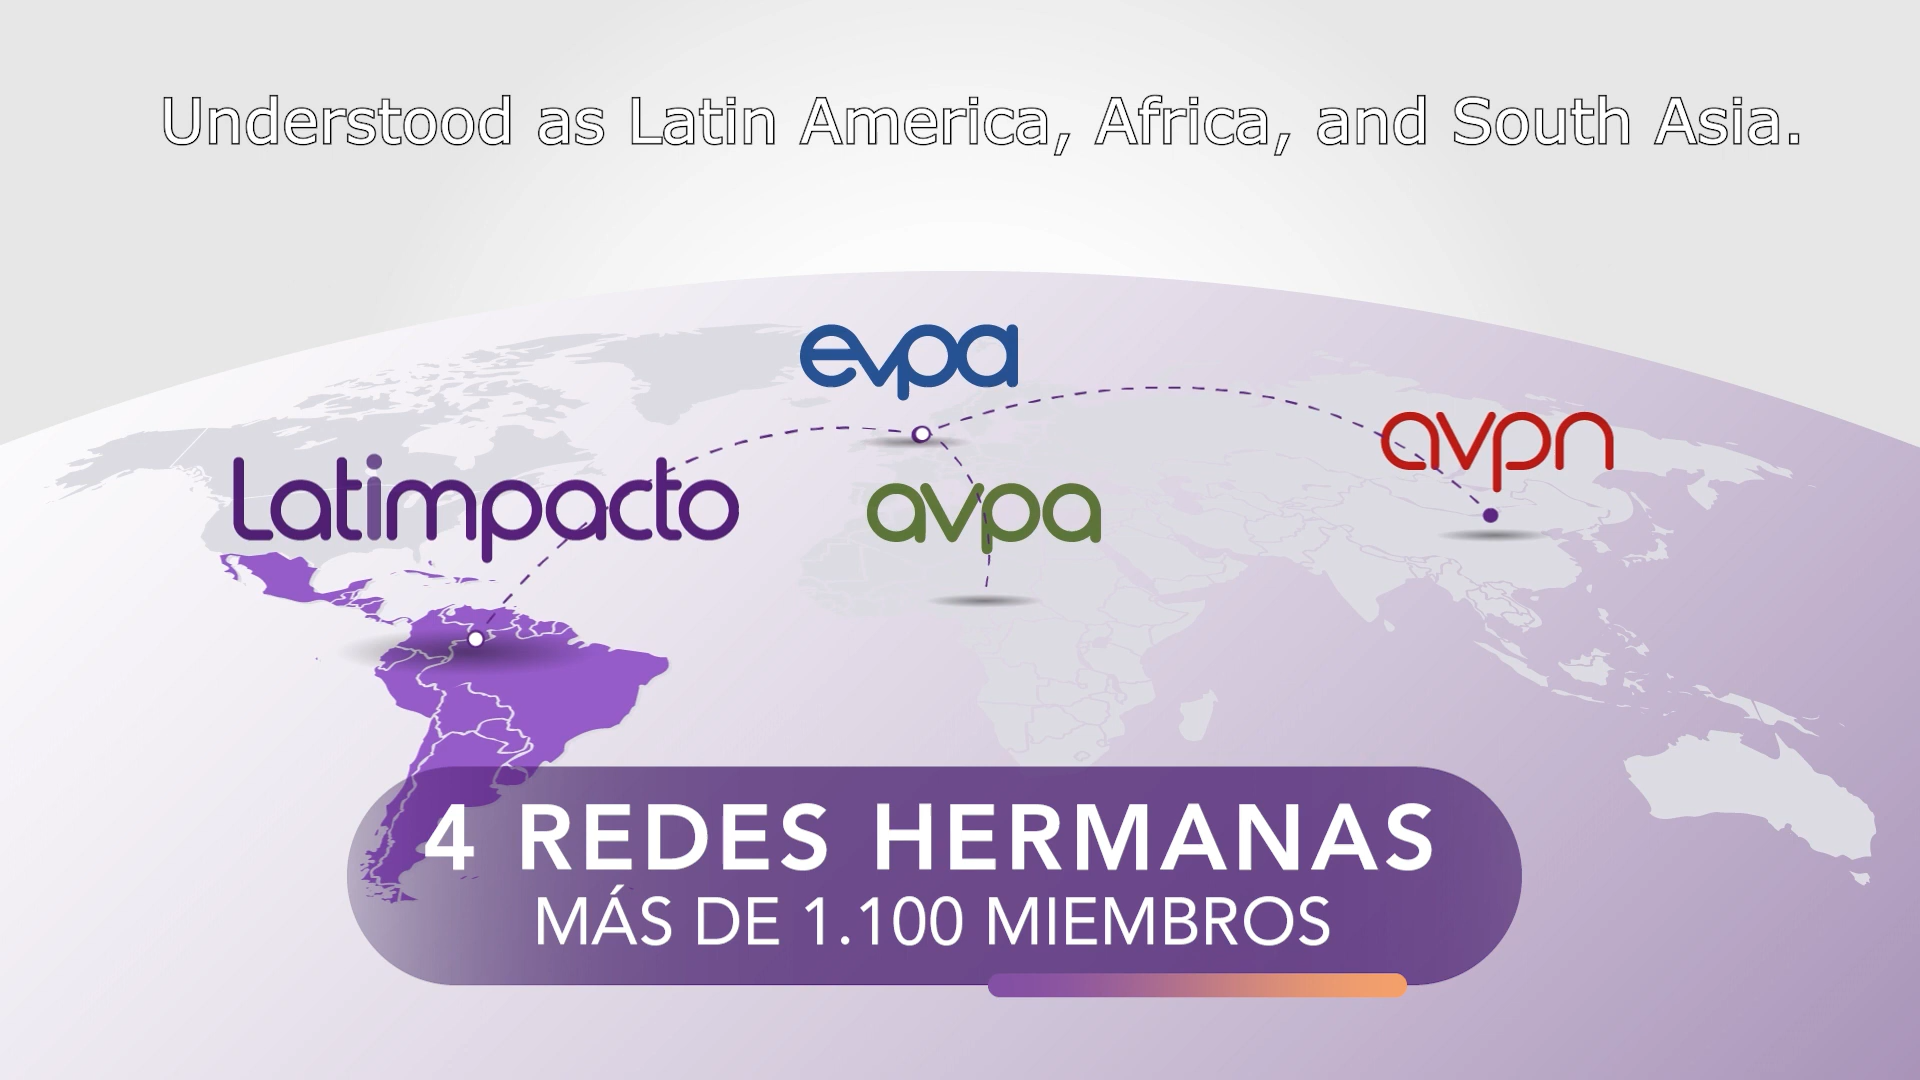 Understood as Latin America, Africa, and South Asia.
evpa
avpn
Latimpacto
avpa
4 REDES HERMANAS
MÁS DE 1.100 MIEMBROS